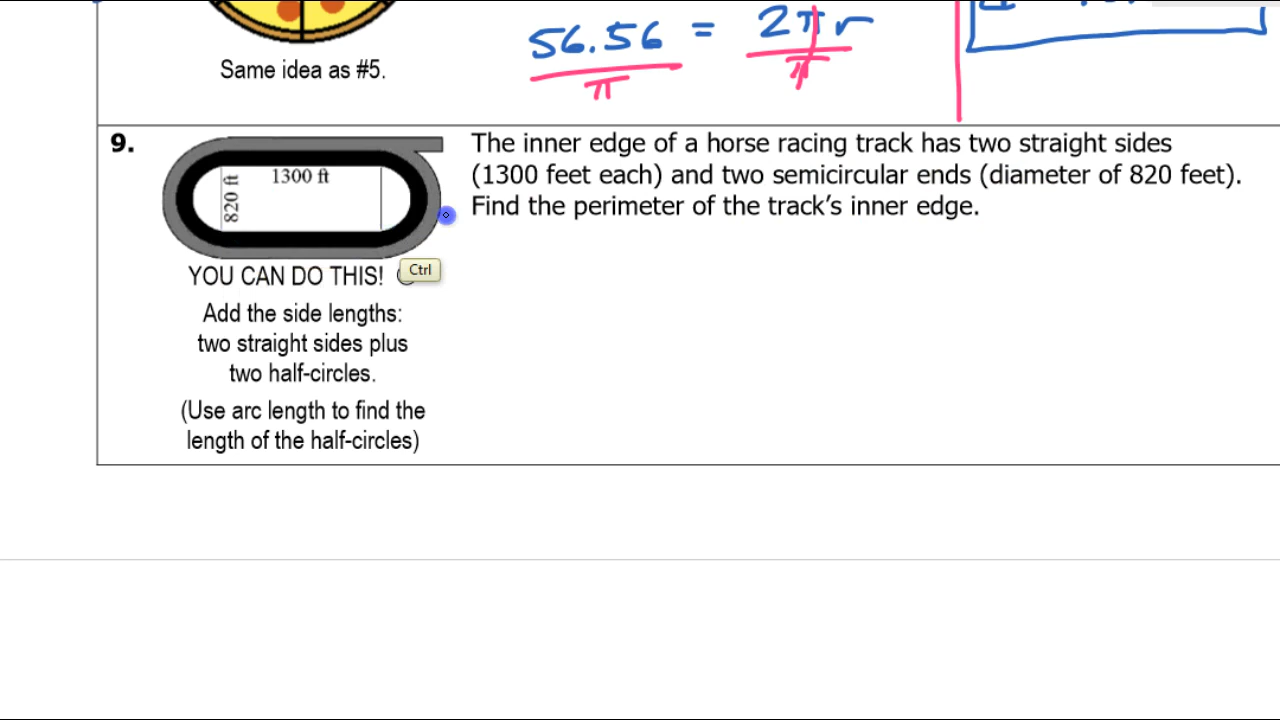 56.56 = 2πr
π π
Same idea as #5.
9.
1300 ft
820 ft
The inner edge of a horse racing track has two straight sides
(1300 feet each) and two semicircular ends (diameter of 820 feet).
Find the perimeter of the track’s inner edge.
YOU CAN DO THIS!
Ctrl
Add the side lengths:
two straight sides plus
two half-circles.
(Use arc length to find the
length of the half-circles)